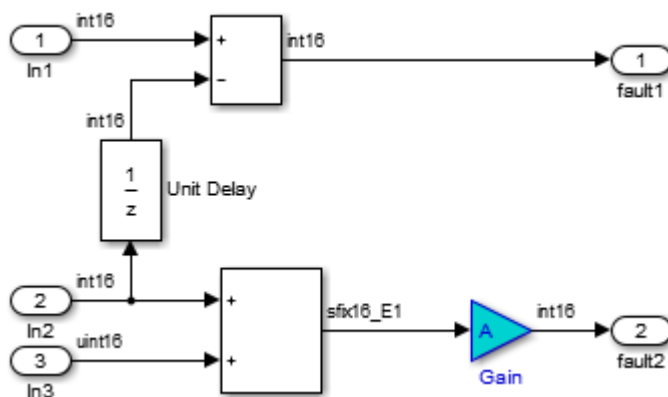 int16
1
In1
+
−
int16
1
fault1
int16
1
z
Unit Delay
int16
2
In2
uint16
3
In3
+
+
sfix16_E1
A
Gain
int16
2
fault2